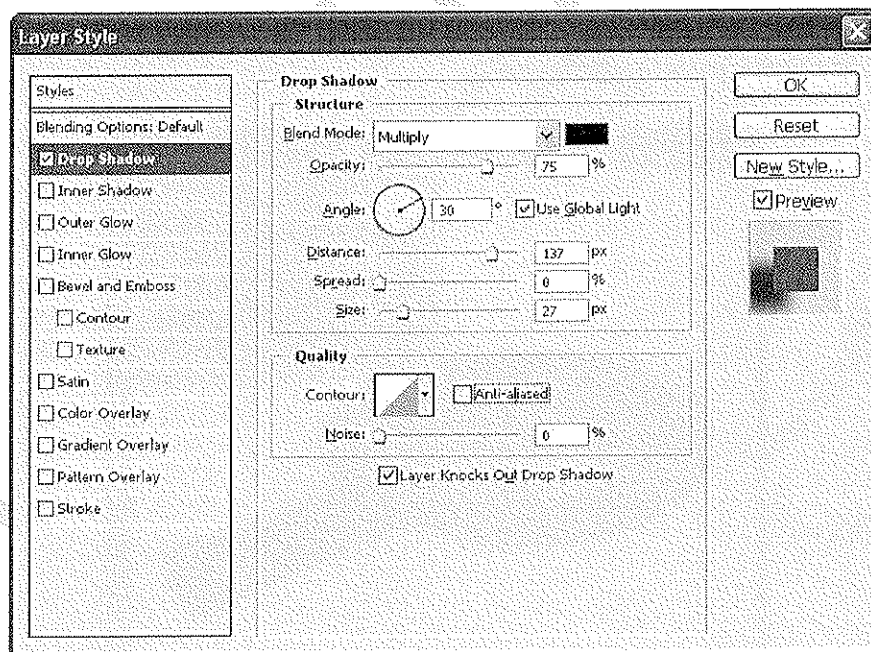 Layer Style
Styles
Blending Options: Default
Drop Shadow
Inner Shadow
Outer Glow
Inner Glow
Bevel and Emboss
Contour
Texture
Satin
Color Overlay
Gradient Overlay
Pattern Overlay
Stroke
Drop Shadow
Structure
Blend Mode: Multiply
Opacity: 75 %
Angle: 30 ° Use Global Light
Distance: 137 px
Spread: 0 %
Size: 27 px
Quality
Contour: Anti-aliased
Noise: 0 %
Layer Knocks Out Drop Shadow
OK
Reset
New Style...
Preview